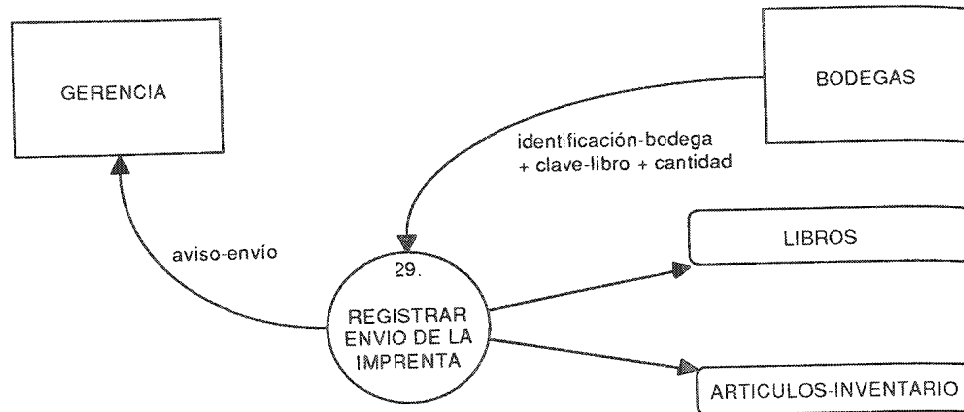 GERENCIA
BODEGAS
identificación-bodega
+ clave-libro + cantidad
aviso-envío
LIBROS
29.
REGISTRAR
ENVIO DE LA
IMPRENTA
ARTICULOS-INVENTARIO